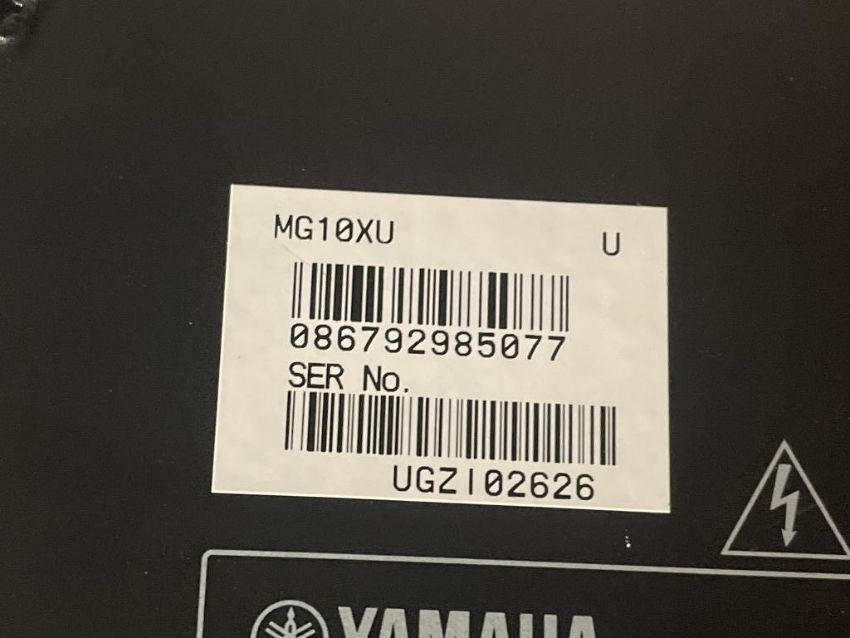 MG10XU U
086792985077
SER No.
UGZI02626
YAMAHA